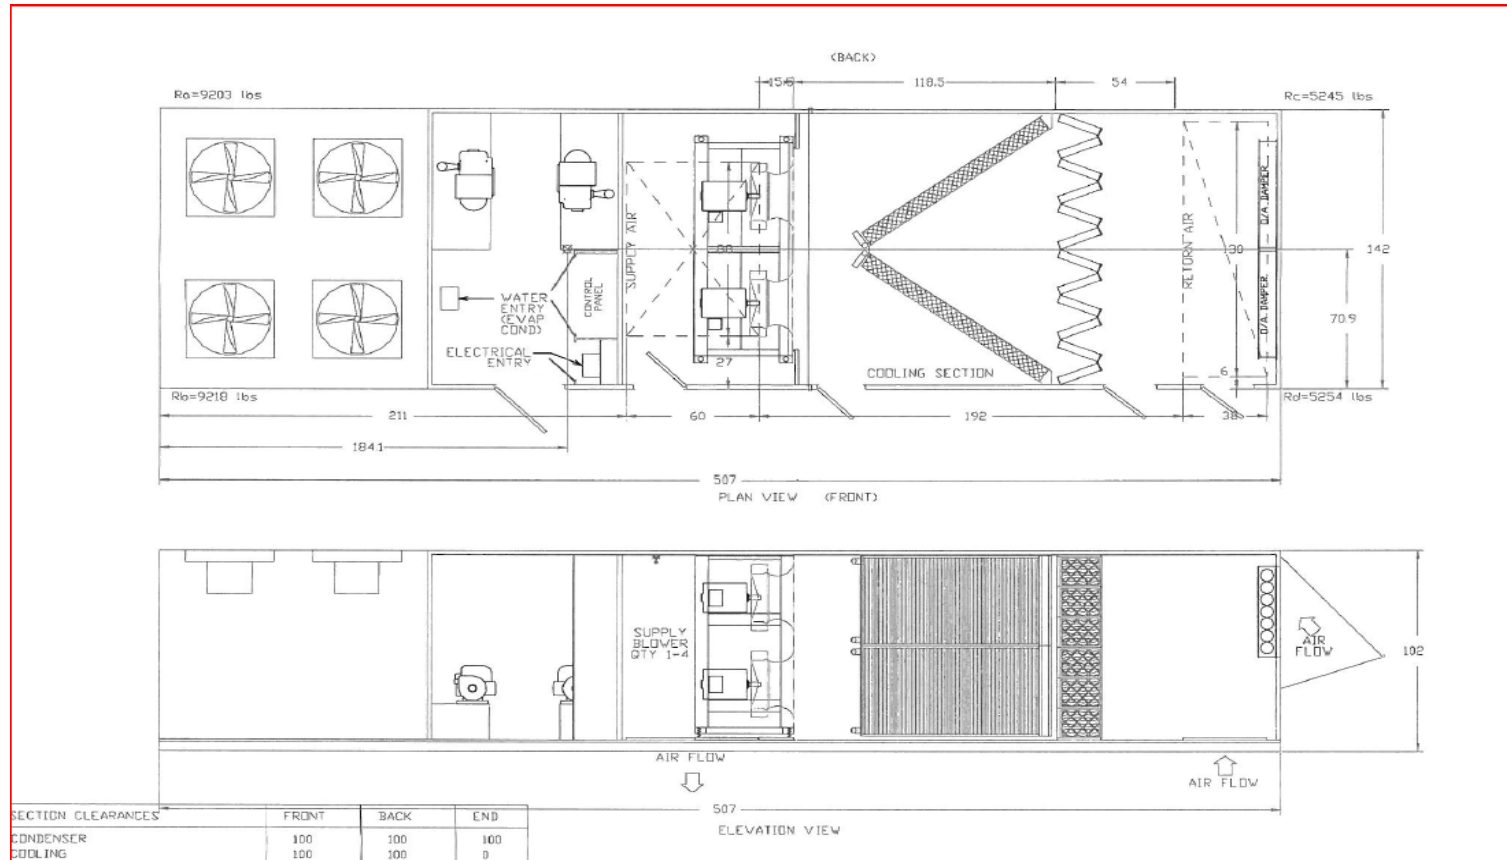 (BACK)
15.6
118.5
54
Ra=9203 lbs
Rc=5245 lbs
SUPPLY AIR
88
RETURN AIR
130
O/A. DAMPER
O/A. DAMPER
142
WATER
ENTRY
(EVAP
COND)
CONTROL
PANEL
70.9
ELECTRICAL
ENTRY
27
COOLING SECTION
6
Rb=9218 lbs
Rd=5254 lbs
211
60
192
38
184.1
507
PLAN VIEW (FRONT)
SUPPLY
BLOWER
QTY 1-4
AIR
FLOW
102
AIR FLOW
AIR FLOW
507
ELEVATION VIEW
SECTION CLEARANCES FRONT BACK END
CONDENSER 100 100 100
COOLING 100 100 0